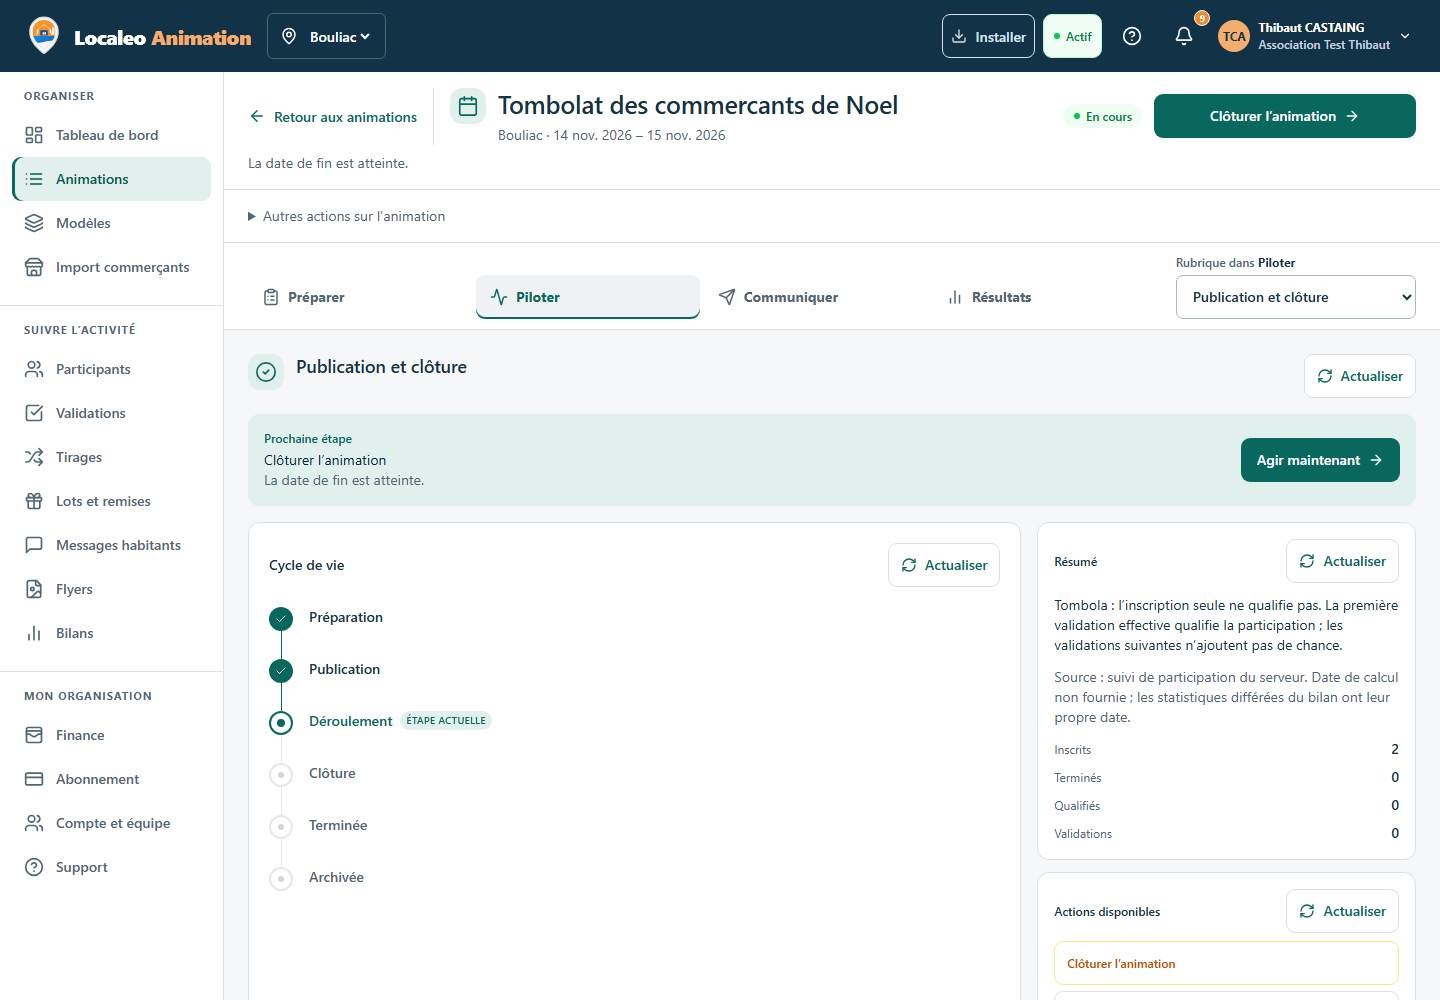 Localeo Animation
Bouliac
Installer
Actif
9
TCA
Thibaut CASTAING
Association Test Thibaut
ORGANISER
Tableau de bord
Animations
Modèles
Import commerçants
SUIVRE L’ACTIVITÉ
Participants
Validations
Tirages
Lots et remises
Messages habitants
Flyers
Bilans
MON ORGANISATION
Finance
Abonnement
Compte et équipe
Support
Retour aux animations
Tombolat des commercants de Noel
Bouliac · 14 nov. 2026 – 15 nov. 2026
En cours
Clôturer l’animation
La date de fin est atteinte.
Autres actions sur l’animation
Préparer
Piloter
Communiquer
Résultats
Rubrique dans Piloter
Publication et clôture
Publication et clôture
Actualiser
Prochaine étape
Clôturer l’animation
La date de fin est atteinte.
Agir maintenant
Cycle de vie
Actualiser
Préparation
Publication
Déroulement ÉTAPE ACTUELLE
Clôture
Terminée
Archivée
Résumé
Actualiser
Tombola : l’inscription seule ne qualifie pas. La première
validation effective qualifie la participation ; les
validations suivantes n’ajoutent pas de chance.
Source : suivi de participation du serveur. Date de calcul
non fournie ; les statistiques différées du bilan ont leur
propre date.
Inscrits 2
Terminés 0
Qualifiés 0
Validations 0
Actions disponibles
Actualiser
Clôturer l’animation